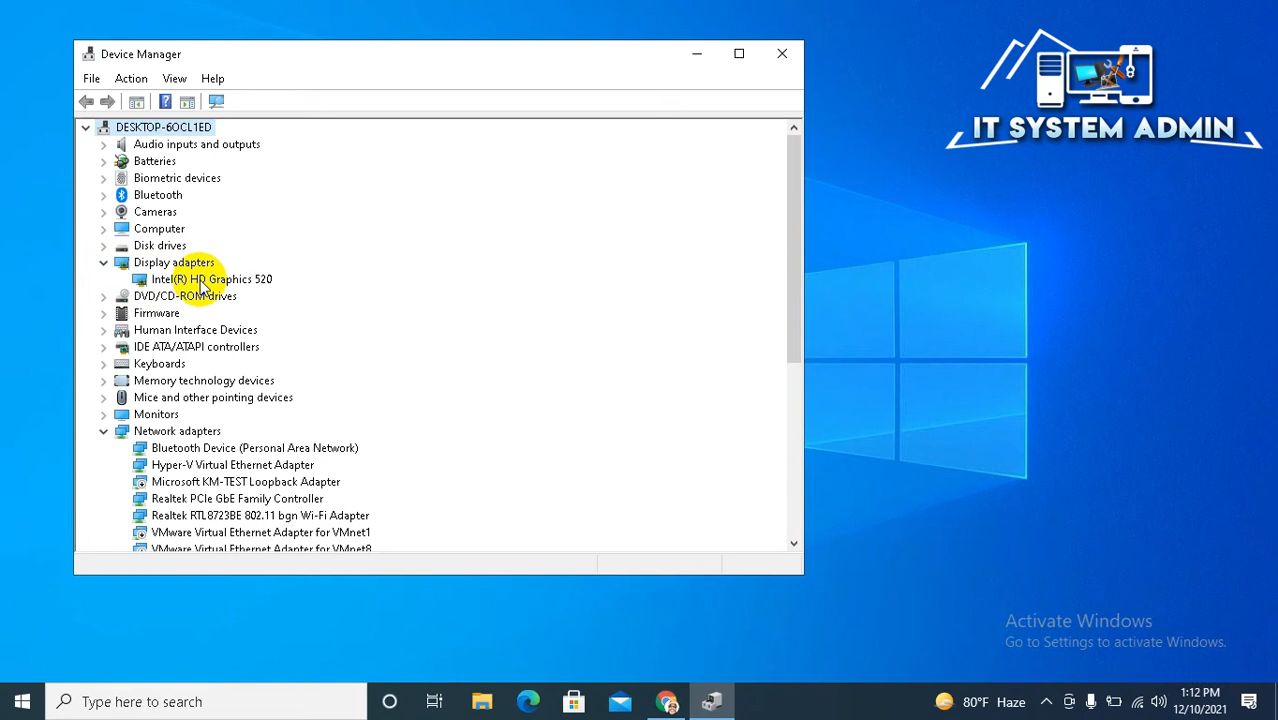 Device Manager
File Action View Help
DESKTOP-6OCL1ED
Audio inputs and outputs
Batteries
Biometric devices
Bluetooth
Cameras
Computer
Disk drives
Display adapters
Intel(R) HD Graphics 520
DVD/CD-ROM drives
Firmware
Human Interface Devices
IDE ATA/ATAPI controllers
Keyboards
Memory technology devices
Mice and other pointing devices
Monitors
Network adapters
Bluetooth Device (Personal Area Network)
Hyper-V Virtual Ethernet Adapter
Microsoft KM-TEST Loopback Adapter
Realtek PCIe GbE Family Controller
Realtek RTL8723BE 802.11 bgn Wi-Fi Adapter
VMware Virtual Ethernet Adapter for VMnet1
VMware Virtual Ethernet Adapter for VMnet8
IT SYSTEM ADMIN
Activate Windows
Go to Settings to activate Windows.
Type here to search
80°F Haze
1:12 PM
12/10/2021